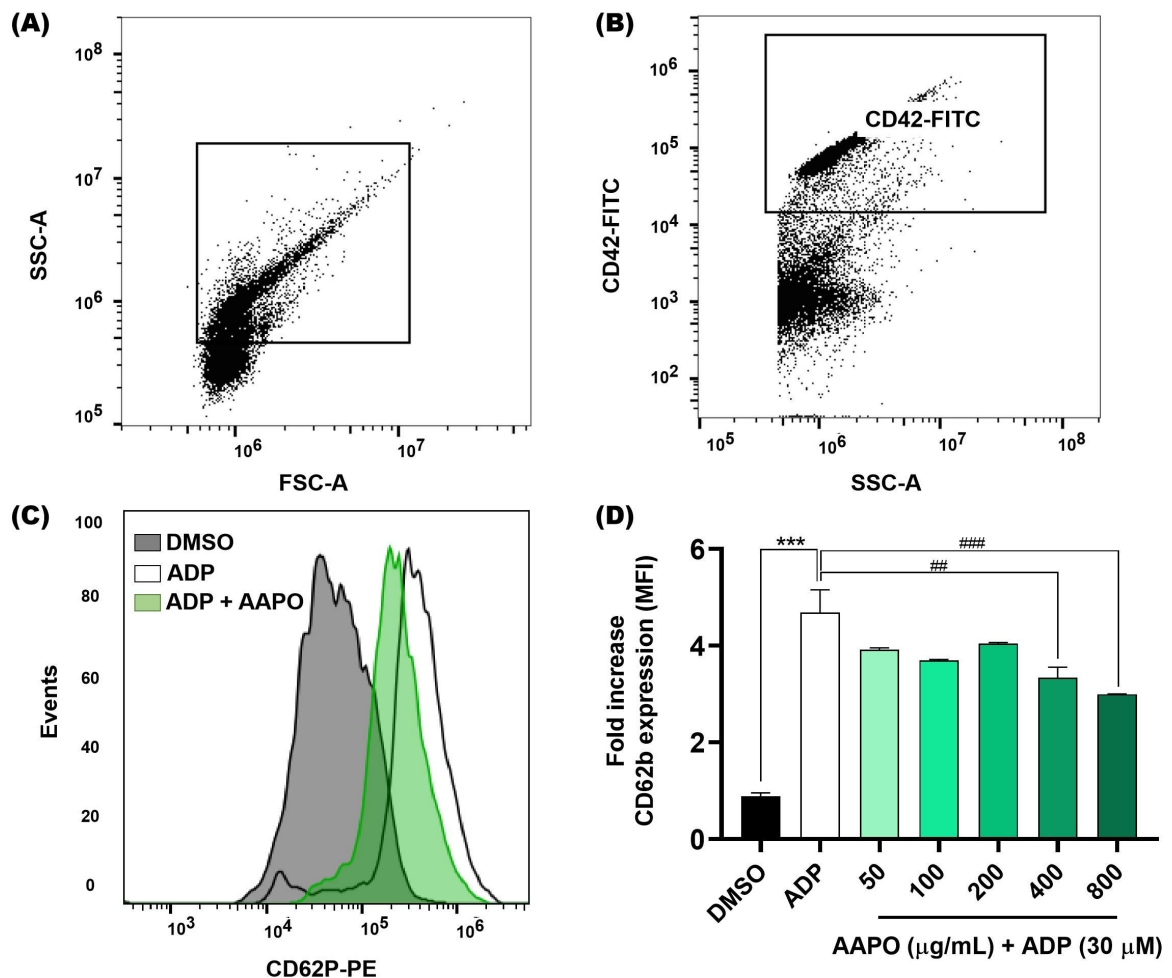 (A)
10⁸
10⁷
10⁶
10⁵
SSC-A
10⁶
10⁷
FSC-A
(B)
10⁶
10⁵
10⁴
10³
10²
CD42-FITC
CD42-FITC
10⁵
10⁶
10⁷
10⁸
SSC-A
(C)
100
80
60
40
20
0
Events
DMSO
ADP
ADP + AAPO
10³
10⁴
10⁵
10⁶
CD62P-PE
(D)
6
4
2
0
Fold increase
CD62b expression (MFI)
***
###
##
DMSO
ADP
50
100
200
400
800
AAPO (μg/mL) + ADP (30 μM)